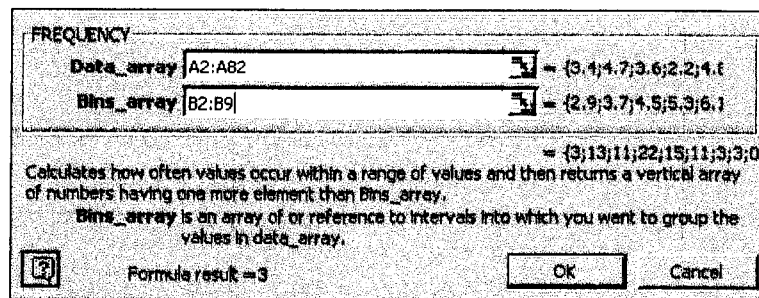 FREQUENCY
Data_array A2:A82 = {3.4;4.7;3.6;2.2;4.
Bins_array B2:B9 = {2.9;3.7;4.5;5.3;6.1
= {3;13;11;22;15;11;3;3;0
Calculates how often values occur within a range of values and then returns a vertical array
of numbers having one more element than Bins_array.
Bins_array is an array of or reference to intervals into which you want to group the
values in data_array.
Formula result =3
OK Cancel